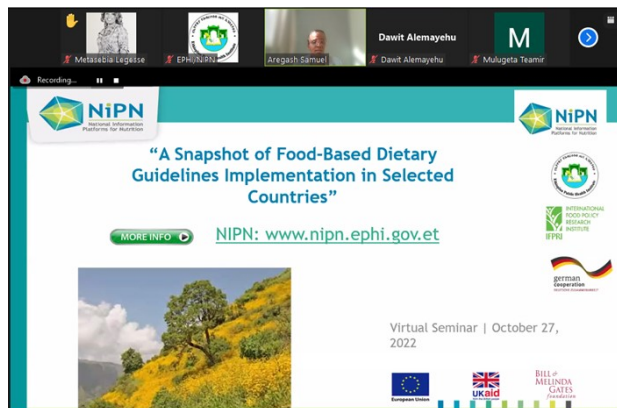 Dawit Alemayehu
M
Metasebia Legesse
EPHI/NIPN
Aregash Samuel
Dawit Alemayehu
Mulugeta Teamir
Recording...
NiPN
National Information
Platforms for Nutrition
NiPN
National Information
Platforms for Nutrition
“A Snapshot of Food-Based Dietary
Guidelines Implementation in Selected
Countries”
MORE INFO
NIPN: www.nipn.ephi.gov.et
INTERNATIONAL
FOOD POLICY
RESEARCH
INSTITUTE
IFPRI
german
cooperation
Virtual Seminar | October 27,
2022
European Union
UKaid
BILL&
MELINDA
GATES
foundation